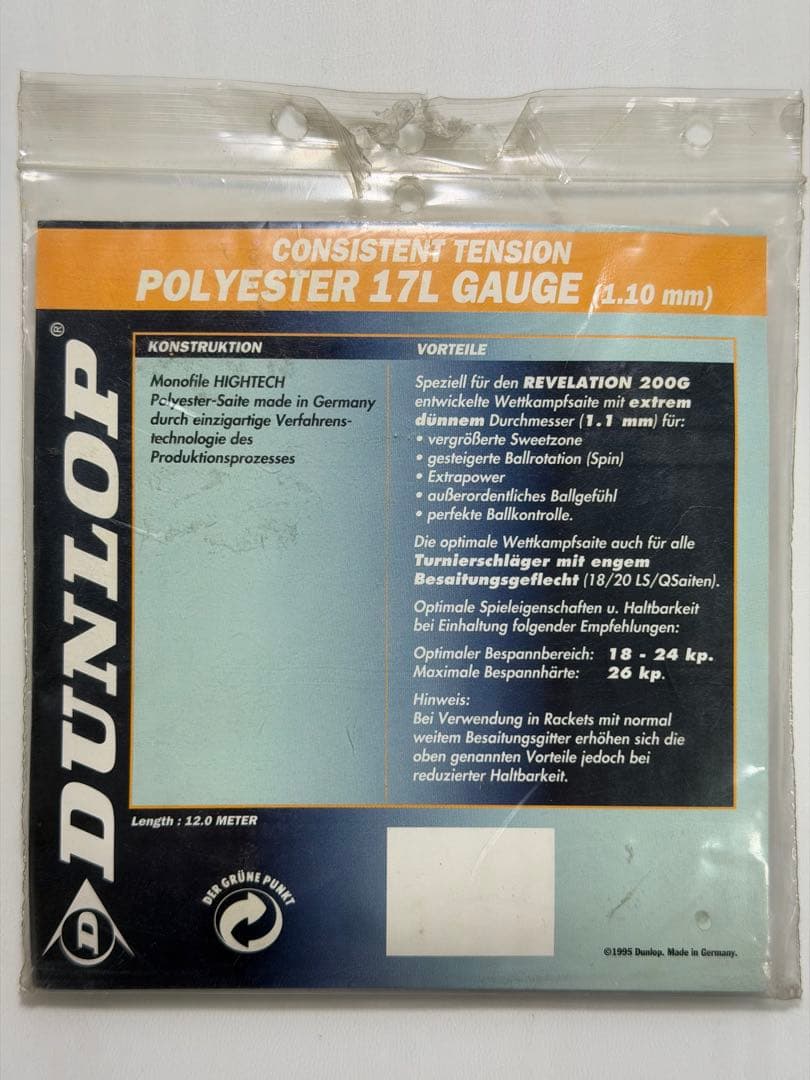 CONSISTENT TENSION
POLYESTER 17L GAUGE (1.10 mm)
DUNLOP®
KONSTRUKTION
Monofile HIGHTECH
Polyester-Saite made in Germany
durch einzigartige Verfahrens-
technologie des
Produktionsprozesses
VORTEILE
Speziell für den REVELATION 200G
entwickelte Wettkampfsaite mit extrem
dünnem Durchmesser (1.1 mm) für:
• vergrößerte Sweetzone
• gesteigerte Ballrotation (Spin)
• Extrapower
• außerordentliches Ballgefühl
• perfekte Ballkontrolle.
Die optimale Wettkampfsaite auch für alle
Turnierschläger mit engem
Besaitungsgeflecht (18/20 LS/QSaiten).
Optimale Spieleigenschaften u. Haltbarkeit
bei Einhaltung folgender Empfehlungen:
Optimaler Bespannbereich: 18 - 24 kp.
Maximale Bespannhärte: 26 kp.
Hinweis:
Bei Verwendung in Rackets mit normal
weitem Besaitungsgitter erhöhen sich die
oben genannten Vorteile jedoch bei
reduzierter Haltbarkeit.
Length : 12.0 METER
DER GRÜNE PUNKT
D
©1995 Dunlop. Made in Germany.